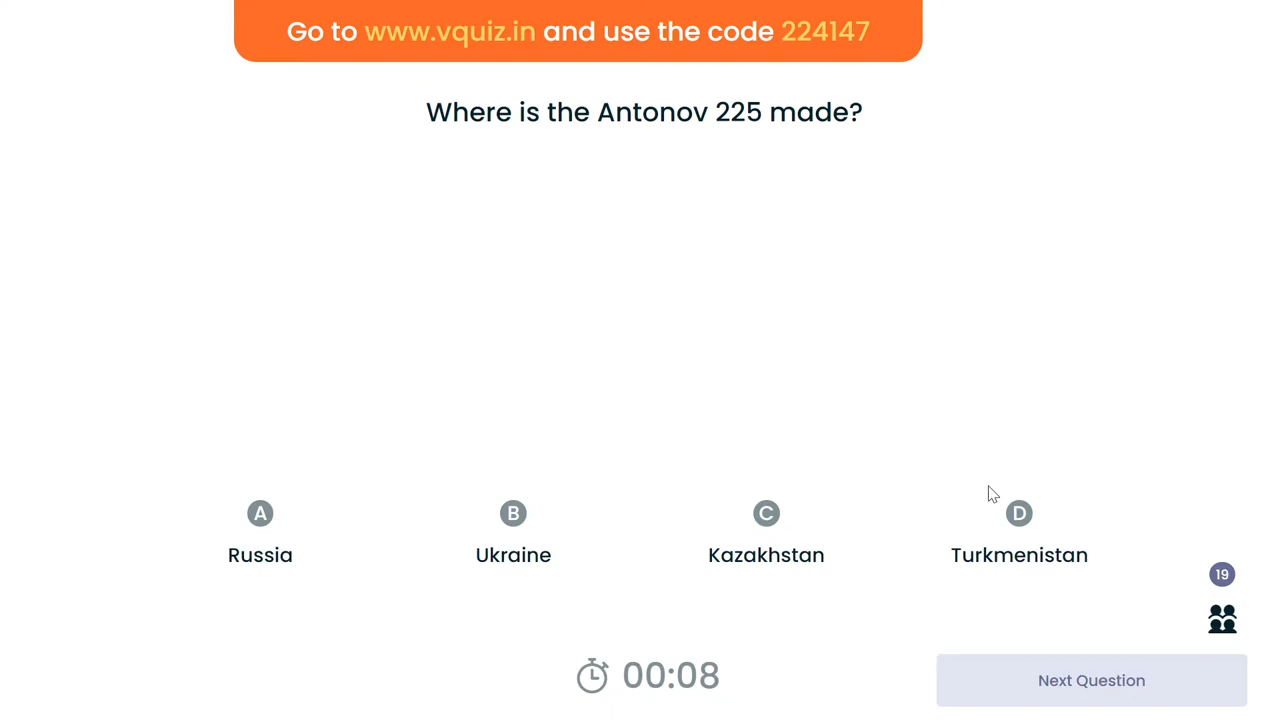 Go to www.vquiz.in and use the code 224147
Where is the Antonov 225 made?
A
B
C
D
Russia
Ukraine
Kazakhstan
Turkmenistan
19
00:08
Next Question